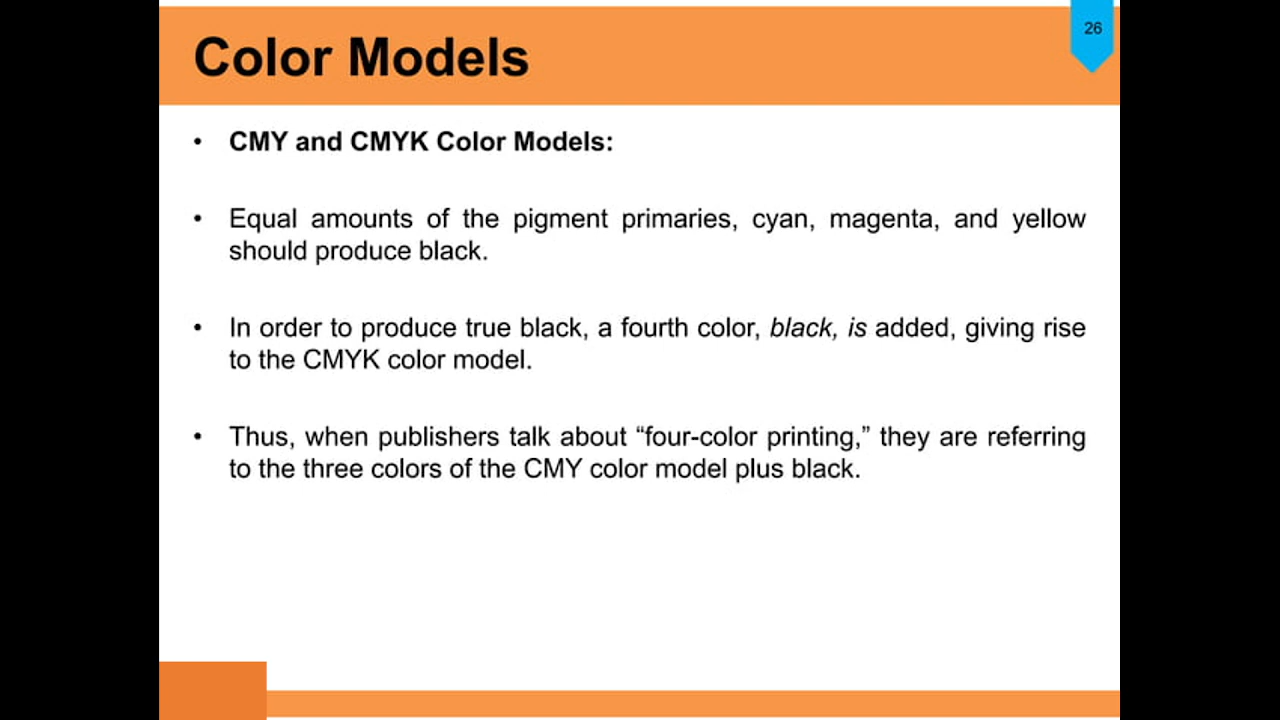 26
Color Models
• CMY and CMYK Color Models:
• Equal amounts of the pigment primaries, cyan, magenta, and yellow
should produce black.
• In order to produce true black, a fourth color, black, is added, giving rise
to the CMYK color model.
• Thus, when publishers talk about “four-color printing,” they are referring
to the three colors of the CMY color model plus black.